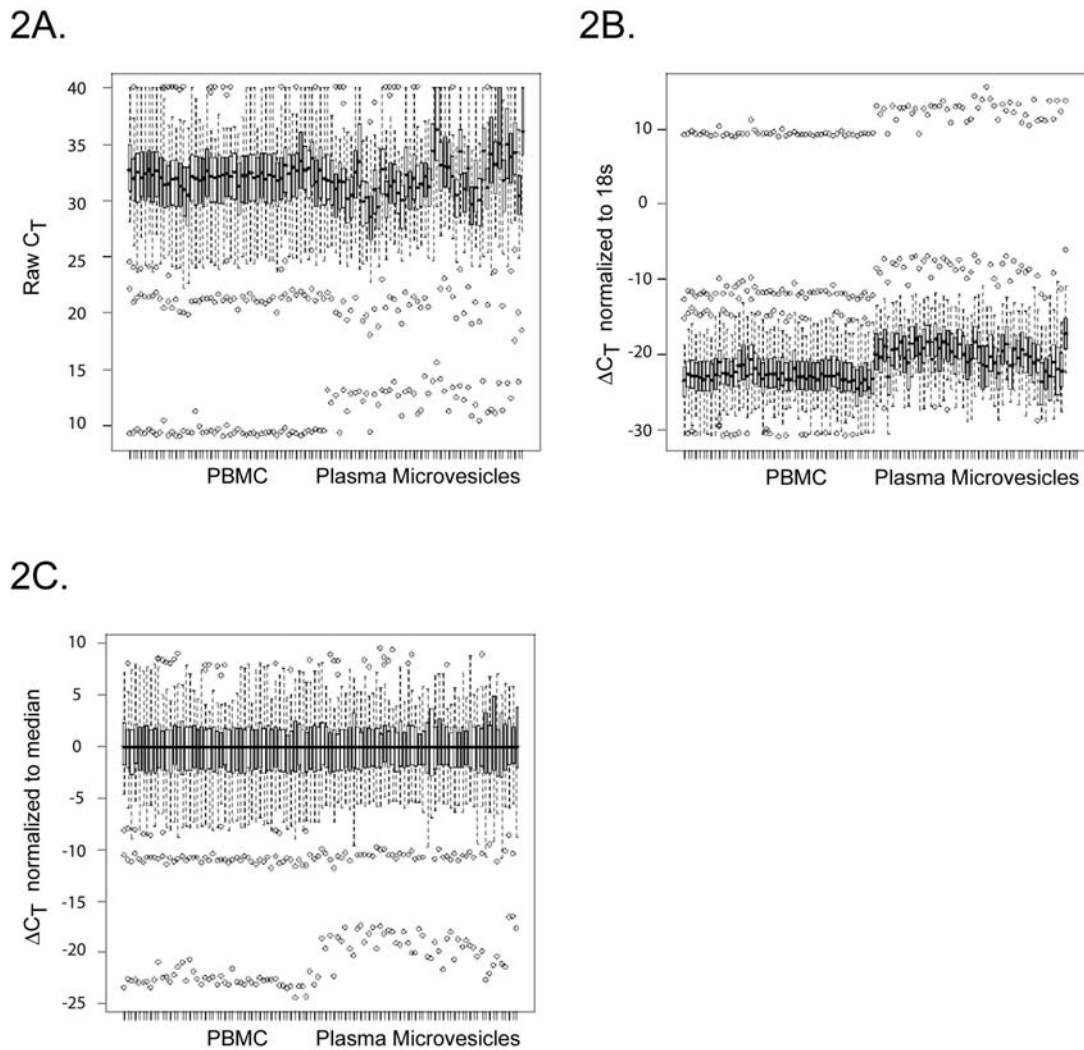 2A.
40
35
30
25
20
15
10
Raw CT
PBMC Plasma Microvesicles
2B.
10
0
-10
-20
-30
ΔCT normalized to 18s
PBMC Plasma Microvesicles
2C.
10
5
0
-5
-10
-15
-20
-25
ΔCT normalized to median
PBMC Plasma Microvesicles